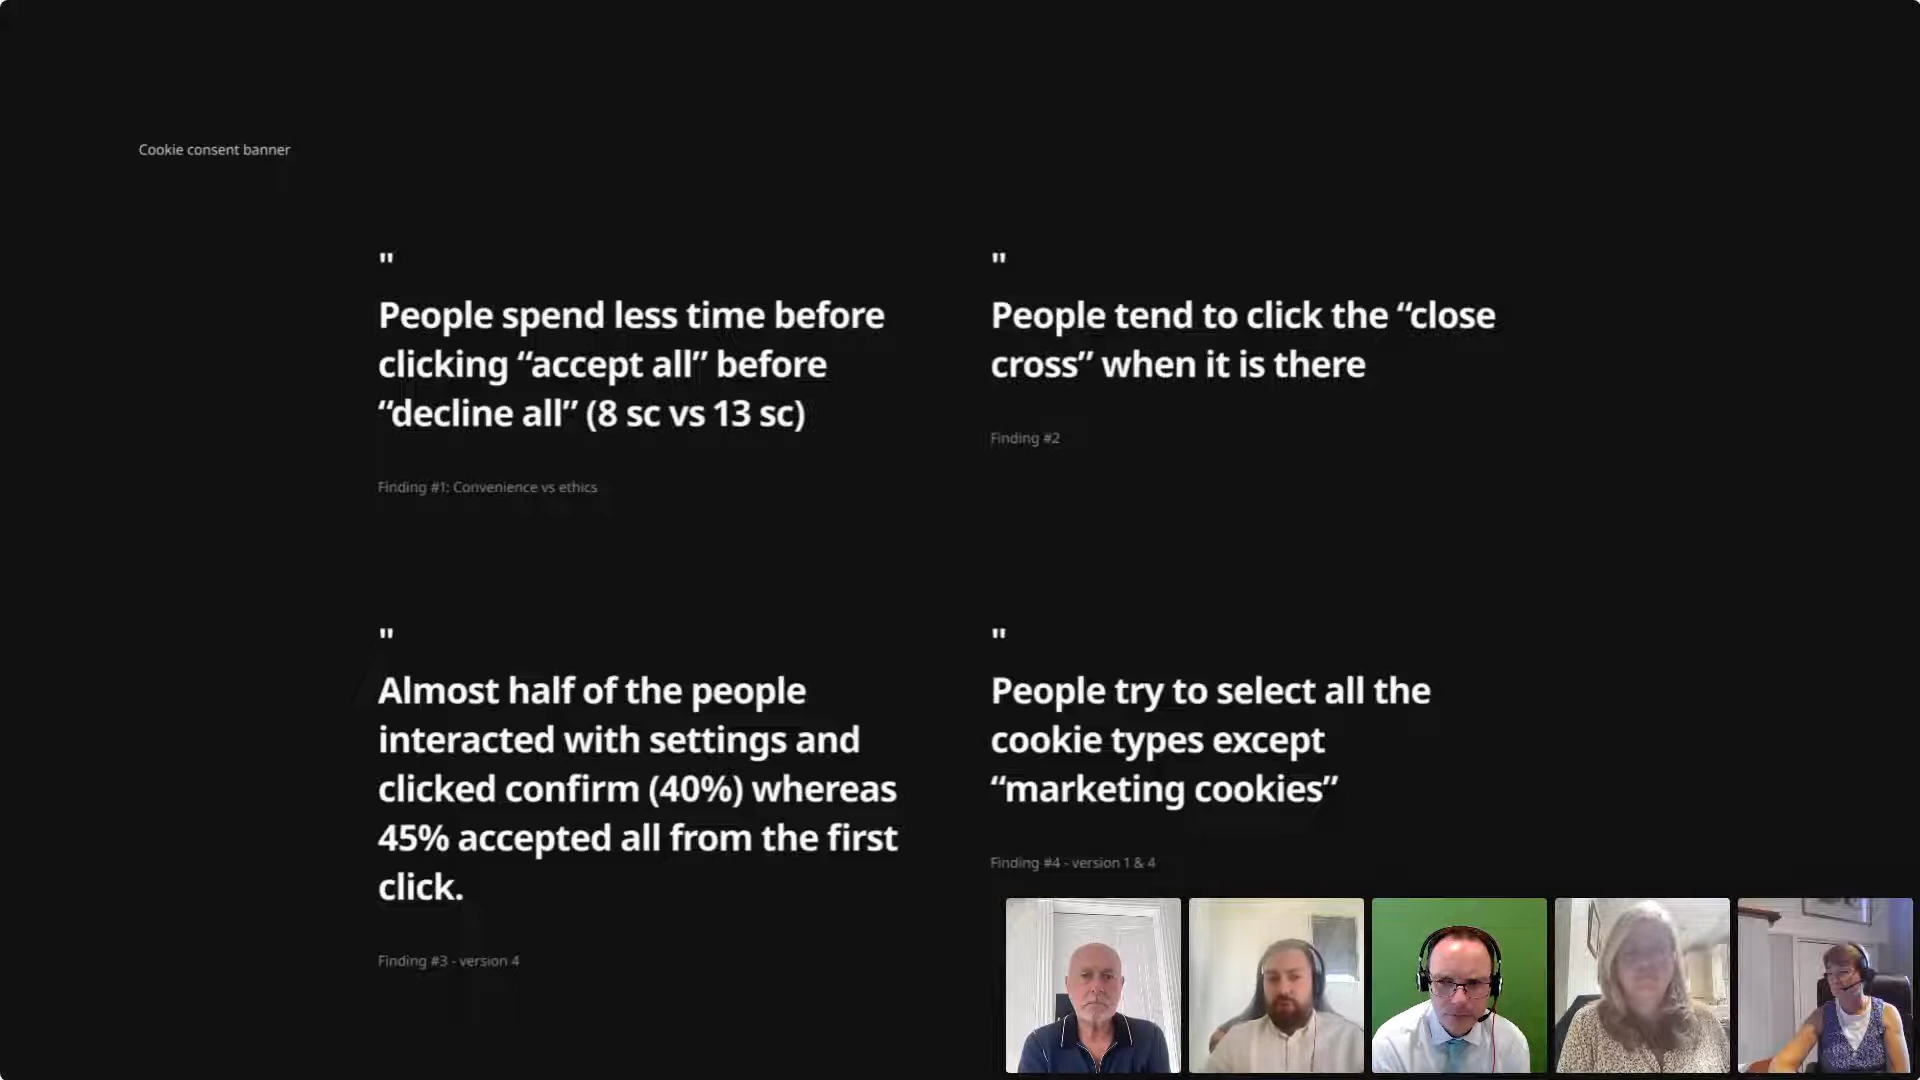 Cookie consent banner
"
People spend less time before
clicking “accept all” before
“decline all” (8 sc vs 13 sc)
Finding #1: Convenience vs ethics
"
People tend to click the “close
cross” when it is there
Finding #2
"
Almost half of the people
interacted with settings and
clicked confirm (40%) whereas
45% accepted all from the first
click.
Finding #3 - version 4
"
People try to select all the
cookie types except
“marketing cookies”
Finding #4 - version 1 & 4